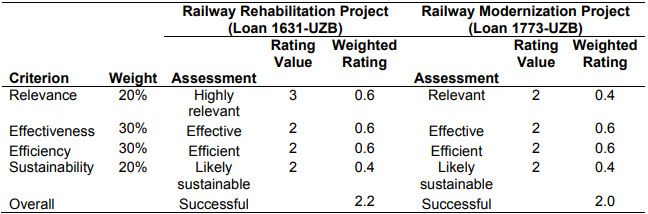 Railway Rehabilitation Project Railway Modernization Project
(Loan 1631-UZB) (Loan 1773-UZB)
Rating Weighted Rating Weighted
Value Rating Value Rating
Criterion Weight Assessment Assessment
Relevance 20% Highly 3 0.6 Relevant 2 0.4
relevant
Effectiveness 30% Effective 2 0.6 Effective 2 0.6
Efficiency 30% Efficient 2 0.6 Efficient 2 0.6
Sustainability 20% Likely 2 0.4 Likely 2 0.4
sustainable sustainable
Overall Successful 2.2 Successful 2.0